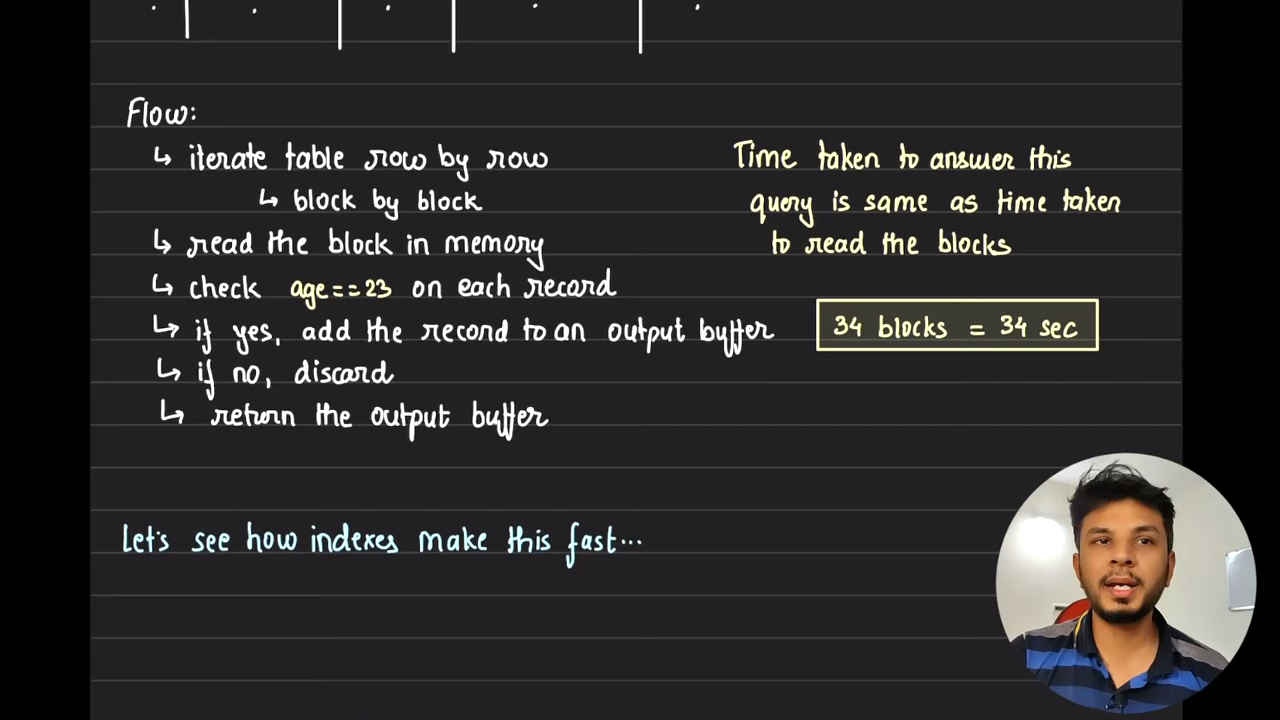 Flow:
↳ iterate table row by row
↳ block by block
↳ read the block in memory
↳ check age==23 on each record
↳ if yes, add the record to an output buffer
↳ if no, discard
↳ return the output buffer
Time taken to answer this
query is same as time taken
to read the blocks
34 blocks = 34 sec
Let's see how indexes make this fast...